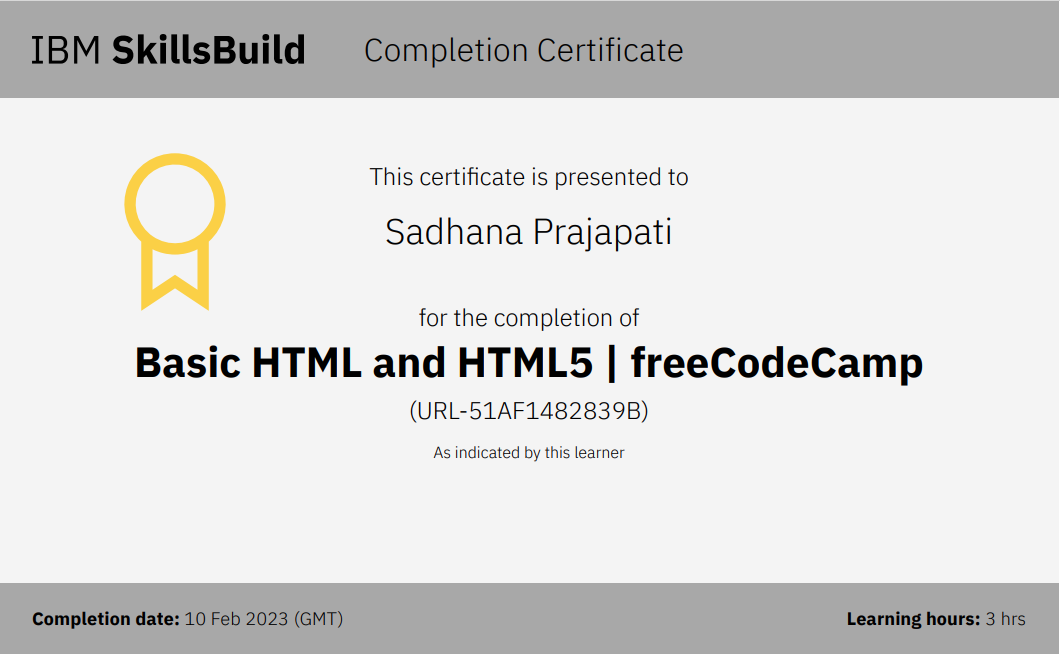 IBM SkillsBuild Completion Certificate
This certificate is presented to
Sadhana Prajapati
for the completion of
Basic HTML and HTML5 | freeCodeCamp
(URL-51AF1482839B)
As indicated by this learner
Completion date: 10 Feb 2023 (GMT) Learning hours: 3 hrs